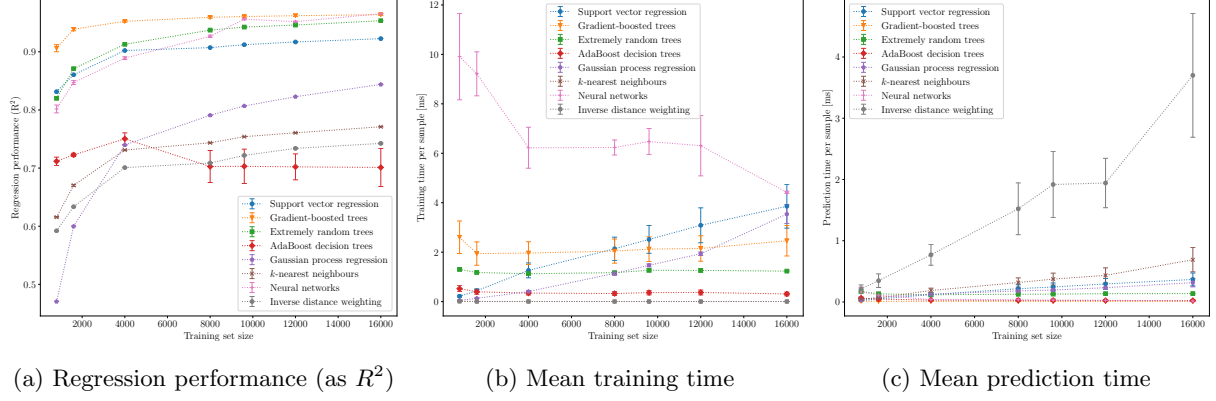 0.9
0.8
0.7
0.6
0.5
Regression performance (R²)
2000 4000 6000 8000 10000 12000 14000 16000
Training set size
Support vector regression
Gradient-boosted trees
Extremely random trees
AdaBoost decision trees
Gaussian process regression
k-nearest neighbours
Neural networks
Inverse distance weighting
(a) Regression performance (as R²)
12
10
8
6
4
2
0
Training time per sample [ms]
2000 4000 6000 8000 10000 12000 14000 16000
Training set size
Support vector regression
Gradient-boosted trees
Extremely random trees
AdaBoost decision trees
Gaussian process regression
k-nearest neighbours
Neural networks
Inverse distance weighting
(b) Mean training time
4
3
2
1
0
Prediction time per sample [ms]
2000 4000 6000 8000 10000 12000 14000 16000
Training set size
Support vector regression
Gradient-boosted trees
Extremely random trees
AdaBoost decision trees
Gaussian process regression
k-nearest neighbours
Neural networks
Inverse distance weighting
(c) Mean prediction time